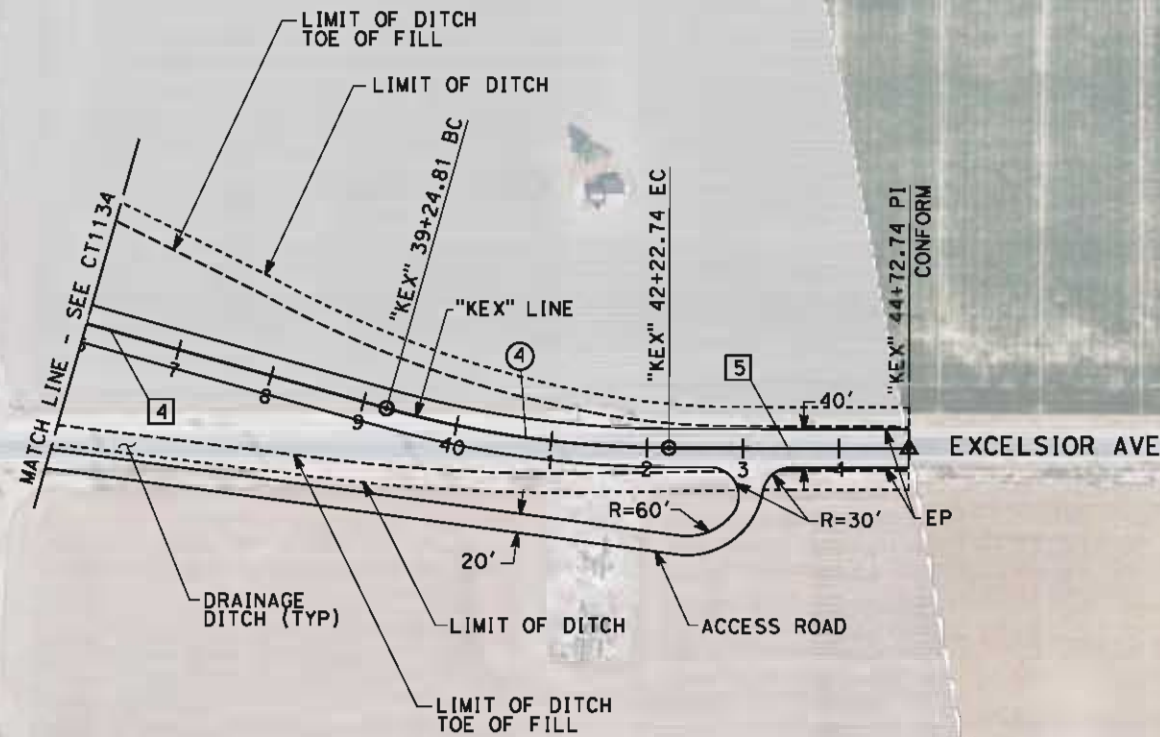 LIMIT OF DITCH
TOE OF FILL
LIMIT OF DITCH
"KEX" 39+24.81 BC
"KEX" 42+22.74 EC
"KEX" 44+72.74 PI
CONFORM
MATCH LINE - SEE CT1134
"KEX" LINE
4
5
40'
4
7
8
9
40
2
3
4
EXCELSIOR AVE
R=60'
R=30'
EP
20'
DRAINAGE
DITCH (TYP)
LIMIT OF DITCH
ACCESS ROAD
LIMIT OF DITCH
TOE OF FILL